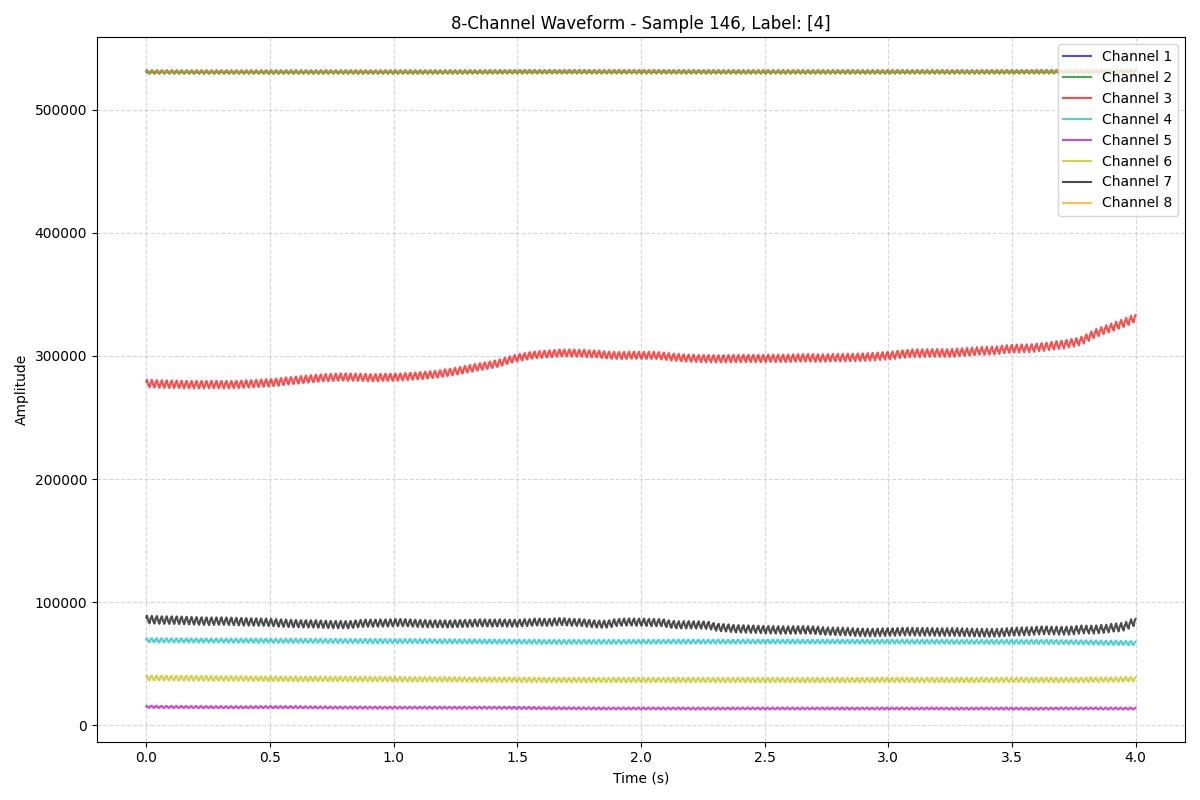 8-Channel Waveform - Sample 146, Label: [4]
Channel 1
Channel 2
Channel 3
Channel 4
Channel 5
Channel 6
Channel 7
Channel 8
500000
400000
300000
200000
100000
0
Amplitude
0.0 0.5 1.0 1.5 2.0 2.5 3.0 3.5 4.0
Time (s)